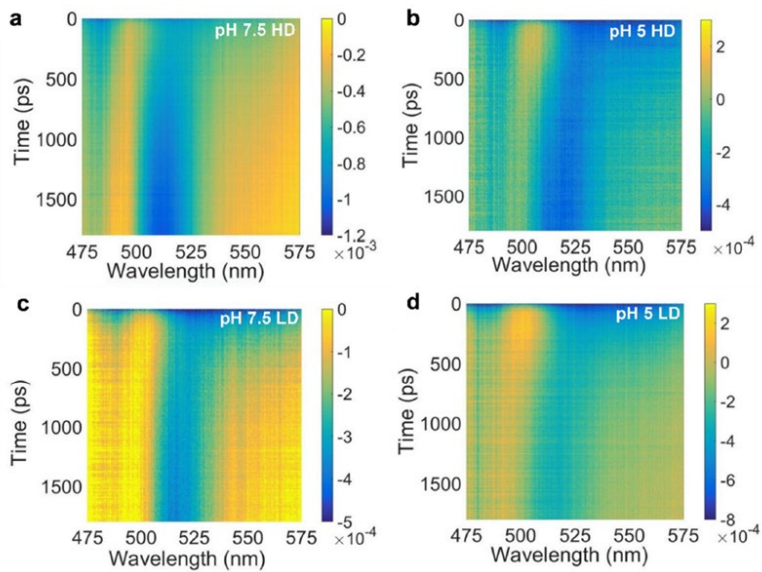 a
pH 7.5 HD
Time (ps)
0
500
1000
1500
475 500 525 550 575
Wavelength (nm)
0
-0.2
-0.4
-0.6
-0.8
-1
-1.2
×10-3
b
pH 5 HD
Time (ps)
0
500
1000
1500
475 500 525 550 575
Wavelength (nm)
2
0
-2
-4
×10-4
c
pH 7.5 LD
Time (ps)
0
500
1000
1500
475 500 525 550 575
Wavelength (nm)
0
-1
-2
-3
-4
-5
×10-4
d
pH 5 LD
Time (ps)
0
500
1000
1500
475 500 525 550 575
Wavelength (nm)
2
0
-2
-4
-6
-8
×10-4